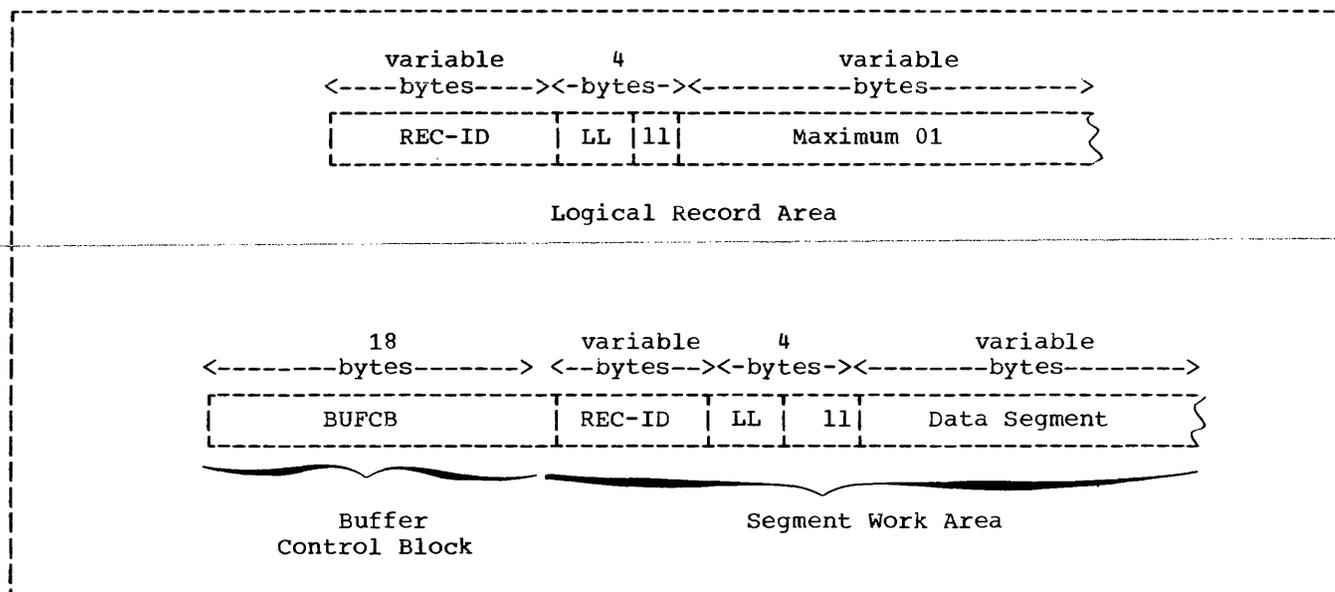 variable 4 variable
<----bytes----><-bytes-><----------bytes---------->
REC-ID LL ll Maximum 01
Logical Record Area
18 variable 4 variable
<--------bytes-------> <--bytes--><-bytes-><--------bytes-------->
BUFCB REC-ID LL ll Data Segment
Buffer Segment Work Area
Control Block